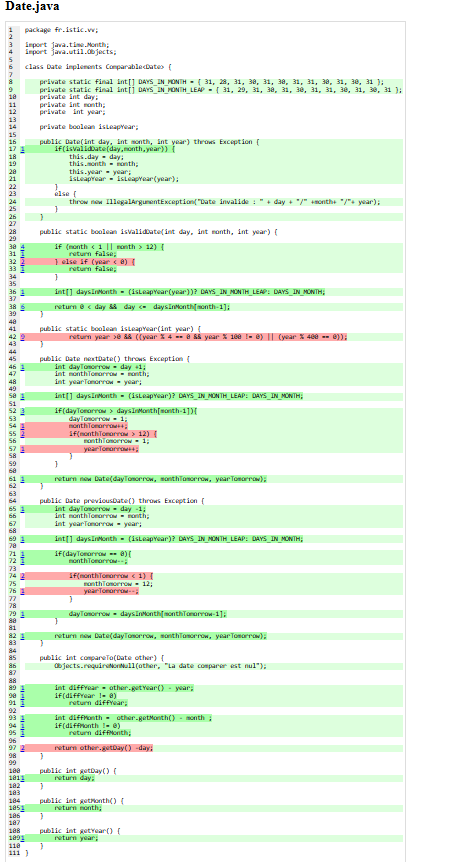 Date.java
1 package fr.istic.vv;
2
3 import java.time.Month;
4 import java.util.Objects;
5
6 class Date implements Comparable<Date> {
7
8 private static final int[] DAYS_IN_MONTH = { 31, 28, 31, 30, 31, 30, 31, 31, 30, 31, 30, 31 };
9 private static final int[] DAYS_IN_MONTH_LEAP = { 31, 29, 31, 30, 31, 30, 31, 31, 30, 31, 30, 31 };
10 private int day;
11 private int month;
12 private int year;
13
14 private boolean isLeapYear;
15
16 public Date(int day, int month, int year) throws Exception {
17 1 if(isValidDate(day,month,year)) {
18 this.day = day;
19 this.month = month;
20 this.year = year;
21 isLeapYear = isLeapYear(year);
22 }
23 else {
24 throw new IllegalArgumentException("Date invalide : " + day + "/" +month+ "/"+ year);
25 }
26 }
27
28 public static boolean isValidDate(int day, int month, int year) {
29
30 4 if (month < 1 || month > 12) {
31 1 return false;
32 2 } else if (year < 0) {
33 1 return false;
34 }
35
36 1 int[] daysInMonth = (isLeapYear(year))? DAYS_IN_MONTH_LEAP: DAYS_IN_MONTH;
37
38 6 return 0 < day && day <= daysInMonth[month-1];
39 }
40
41 public static boolean isLeapYear(int year) {
42 9 return year >0 && ((year % 4 == 0 && year % 100 != 0) || (year % 400 == 0));
43 }
44
45 public Date nextDate() throws Exception {
46 1 int dayTomorrow = day +1;
47 int monthTomorrow = month;
48 int yearTomorrow = year;
49
50 1 int[] daysInMonth = (isLeapYear)? DAYS_IN_MONTH_LEAP: DAYS_IN_MONTH;
51
52 3 if(dayTomorrow > daysInMonth[month-1]){
53 dayTomorrow = 1;
54 1 monthTomorrow++;
55 2 if(monthTomorrow > 12) {
56 monthTomorrow = 1;
57 1 yearTomorrow++;
58 }
59 }
60
61 1 return new Date(dayTomorrow, monthTomorrow, yearTomorrow);
62 }
63
64 public Date previousDate() throws Exception {
65 1 int dayTomorrow = day -1;
66 int monthTomorrow = month;
67 int yearTomorrow = year;
68
69 1 int[] daysInMonth = (isLeapYear)? DAYS_IN_MONTH_LEAP: DAYS_IN_MONTH;
70
71 1 if(dayTomorrow == 0){
72 1 monthTomorrow--;
73
74 2 if(monthTomorrow < 1) {
75 monthTomorrow = 12;
76 1 yearTomorrow--;
77 }
78
79 1 dayTomorrow = daysInMonth[monthTomorrow-1];
80 }
81
82 1 return new Date(dayTomorrow, monthTomorrow, yearTomorrow);
83 }
84
85 public int compareTo(Date other) {
86 Objects.requireNonNull(other, "La date comparer est nul");
87
88
89 1 int diffYear = other.getYear() - year;
90 1 if(diffYear != 0)
91 1 return diffYear;
92
93 1 int diffMonth = other.getMonth() - month ;
94 1 if(diffMonth != 0)
95 1 return diffMonth;
96
97 2 return other.getDay() -day;
98 }
99
100 public int getDay() {
101 1 return day;
102 }
103
104 public int getMonth() {
105 1 return month;
106 }
107
108 public int getYear() {
109 1 return year;
110 }
111 }